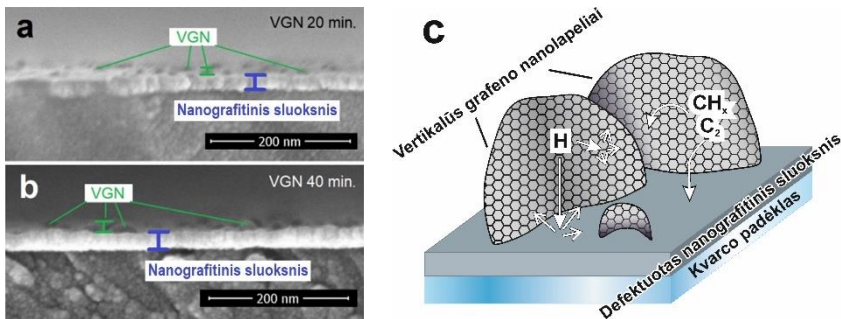 a
VGN 20 min.
VGN
Nanografitinis sluoksnis
200 nm
b
VGN 40 min.
VGN
Nanografitinis sluoksnis
200 nm
c
Vertikalūs grafeno nanolapeliai
H
CHx
C2
Defektuotas nanografitinis sluoksnis
Kvarco padėklas